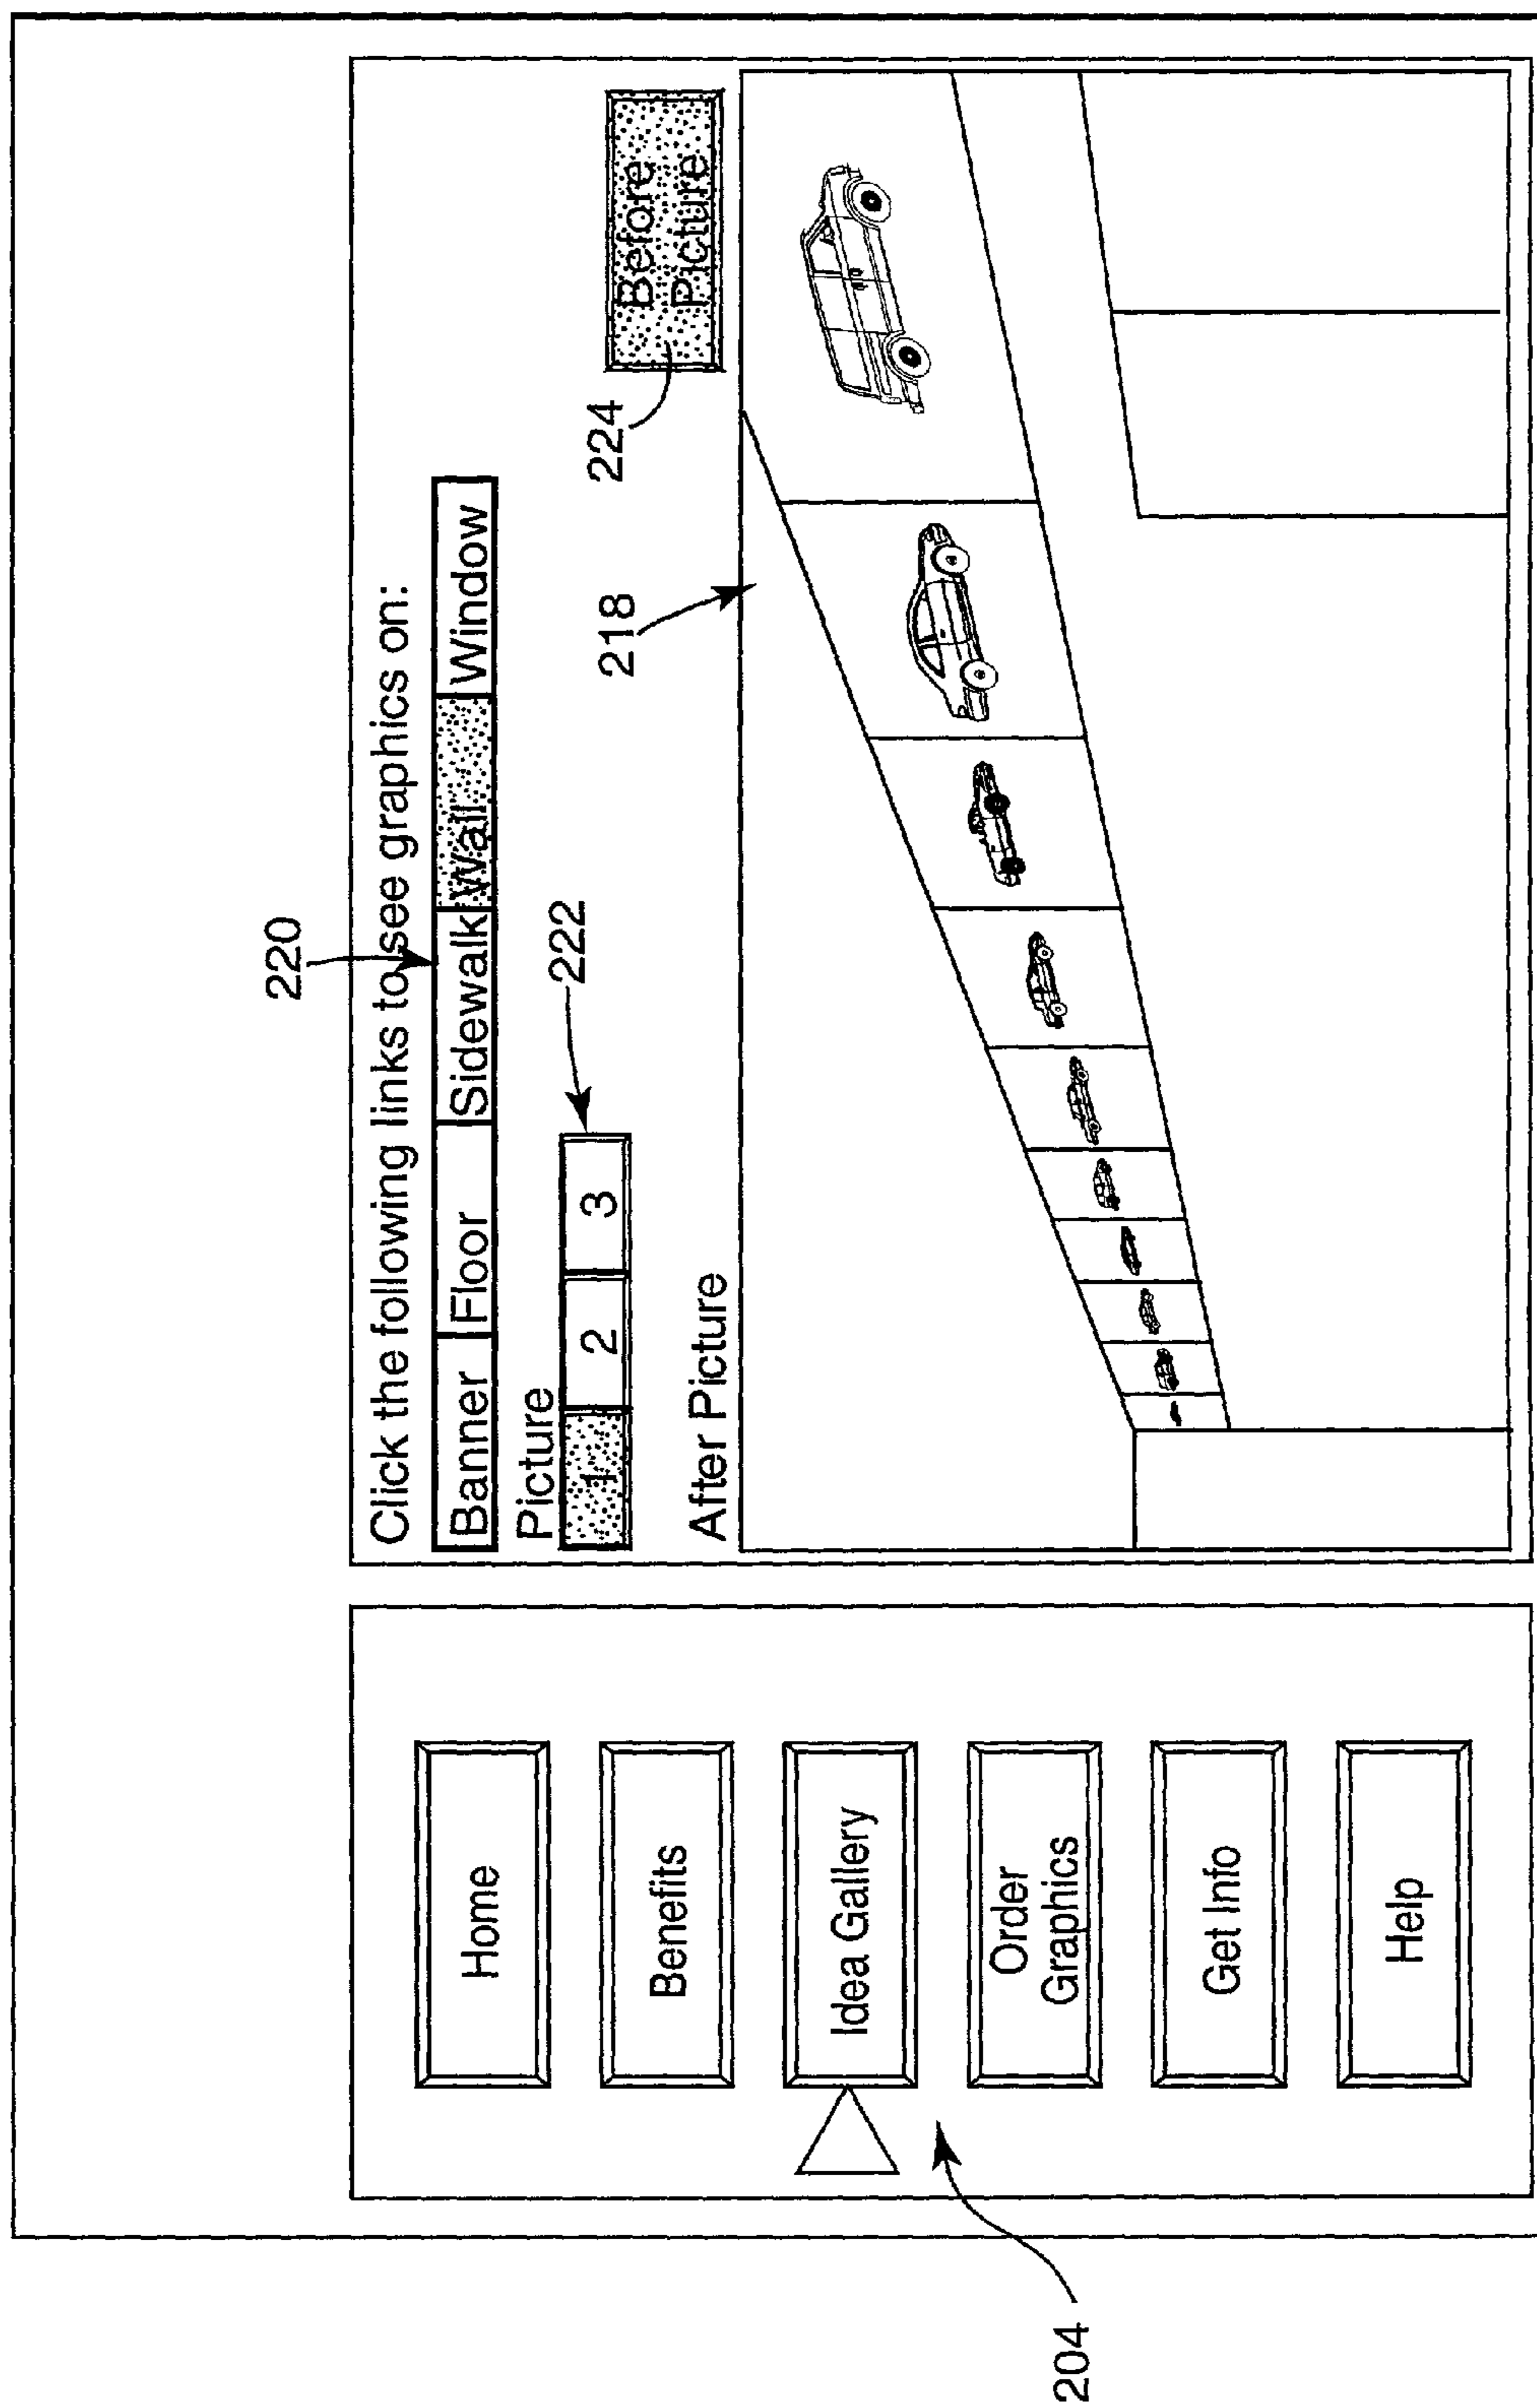 220
Click the following links to see graphics on:
Banner Floor Sidewalk Wall Window
Picture
1 2 3
222
224
Before
Picture
After Picture
218
Home
Benefits
Idea Gallery
Order
Graphics
Get Info
Help
204